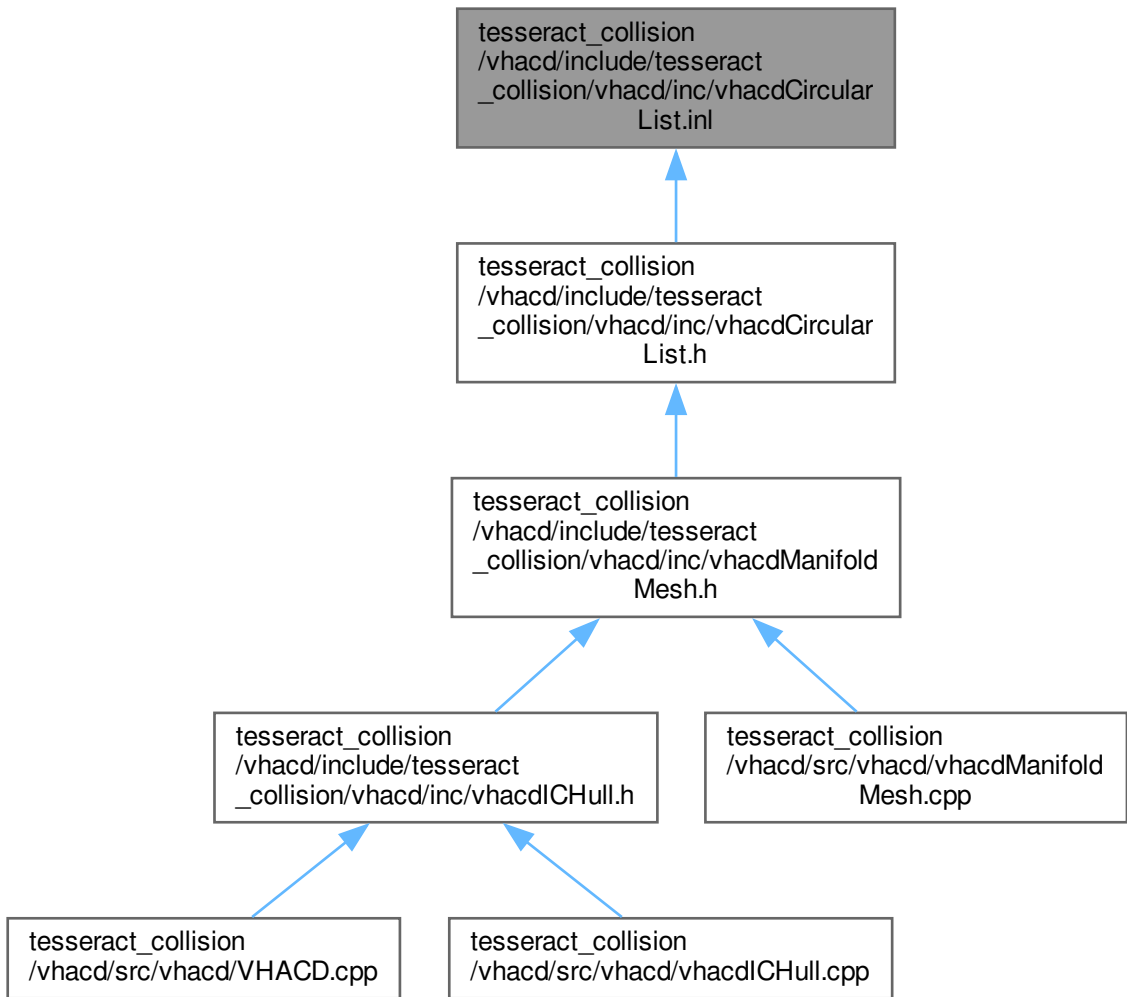 tesseract_collision
/vhacd/include/tesseract
_collision/vhacd/inc/vhacdCircular
List.inl
tesseract_collision
/vhacd/include/tesseract
_collision/vhacd/inc/vhacdCircular
List.h
tesseract_collision
/vhacd/include/tesseract
_collision/vhacd/inc/vhacdManifold
Mesh.h
tesseract_collision
/vhacd/include/tesseract
_collision/vhacd/inc/vhacdICHull.h
tesseract_collision
/vhacd/src/vhacd/vhacdManifold
Mesh.cpp
tesseract_collision
/vhacd/src/vhacd/VHACD.cpp
tesseract_collision
/vhacd/src/vhacd/vhacdICHull.cpp